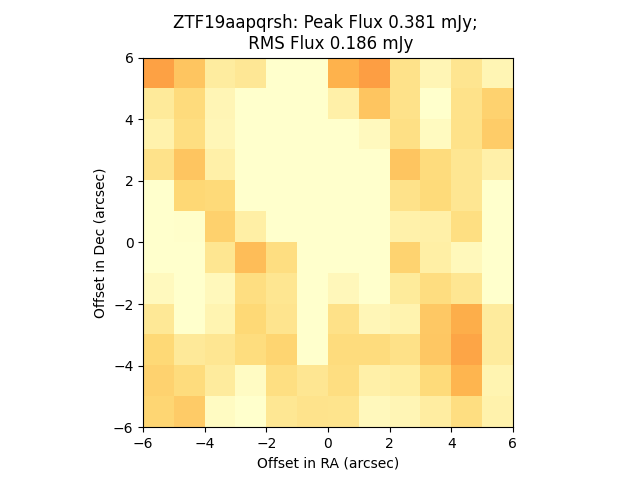 ZTF19aapqrsh: Peak Flux 0.381 mJy;
RMS Flux 0.186 mJy
6
4
2
0
−2
−4
−6
Offset in Dec (arcsec)
−6 −4 −2 0 2 4 6
Offset in RA (arcsec)